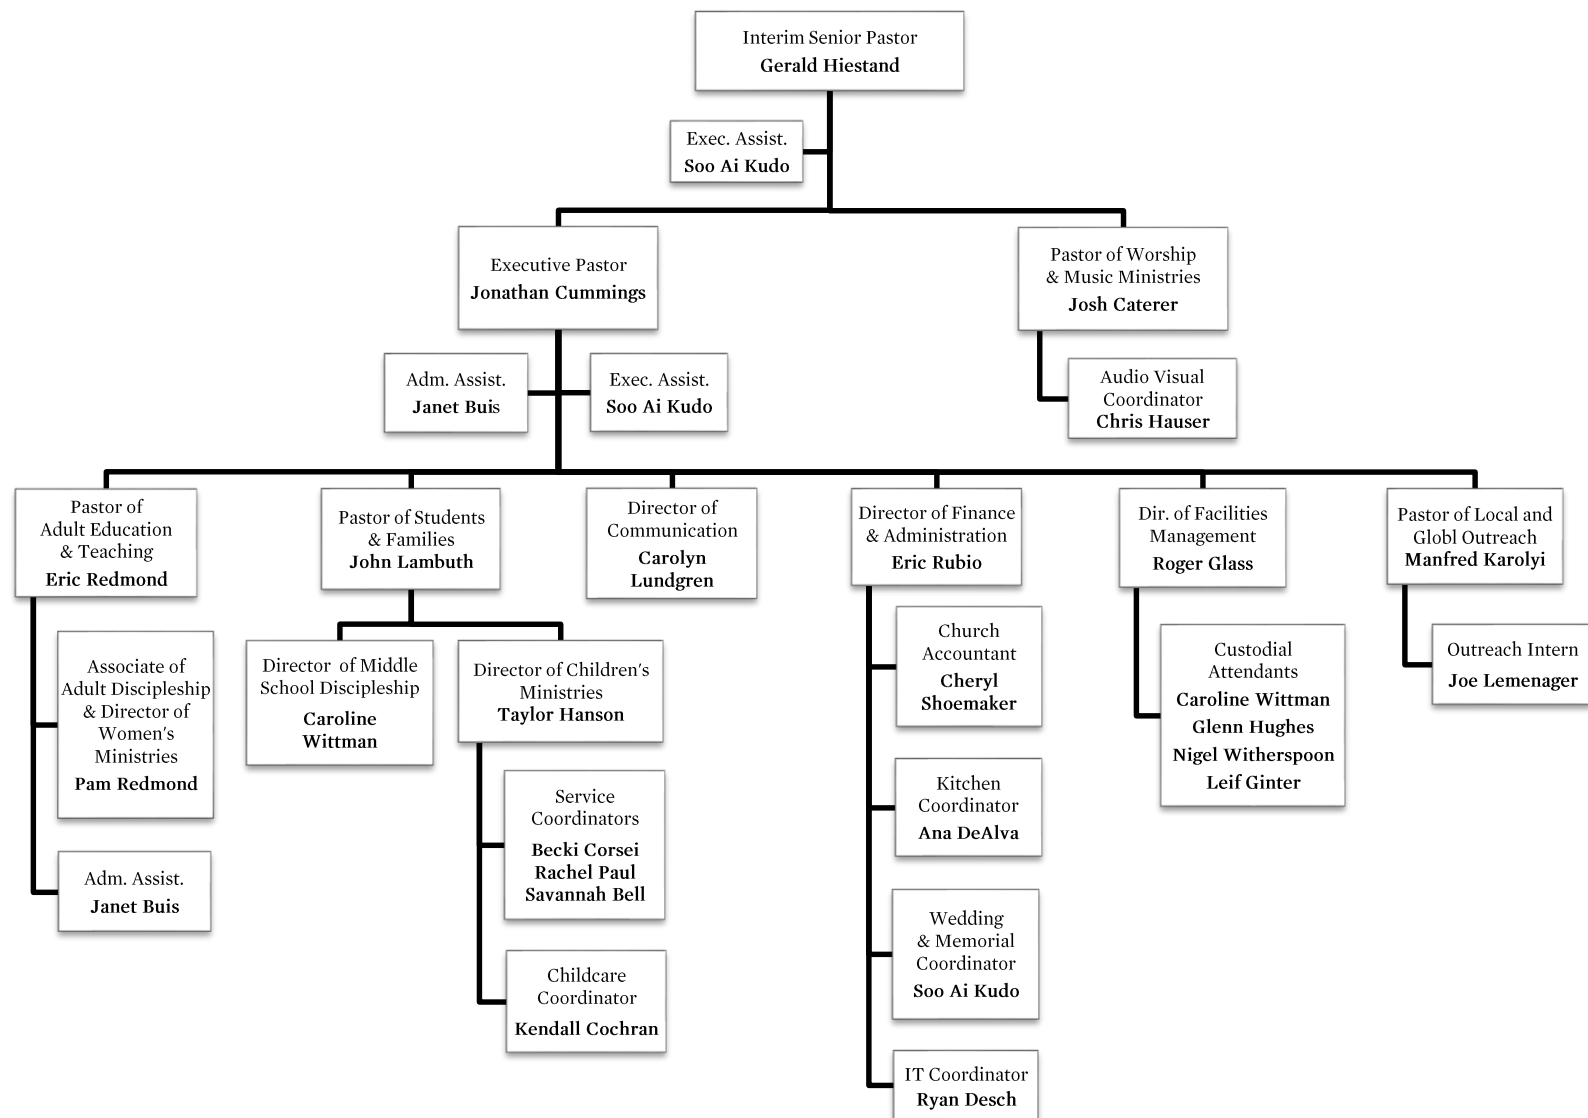 Interim Senior Pastor
Gerald Hiestand
Exec. Assist.
Soo Ai Kudo
Executive Pastor
Jonathan Cummings
Pastor of Worship
& Music Ministries
Josh Caterer
Adm. Assist.
Janet Buis
Exec. Assist.
Soo Ai Kudo
Audio Visual
Coordinator
Chris Hauser
Pastor of
Adult Education
& Teaching
Eric Redmond
Pastor of Students
& Families
John Lambuth
Director of
Communication
Carolyn
Lundgren
Director of Finance
& Administration
Eric Rubio
Dir. of Facilities
Management
Roger Glass
Pastor of Local and
Globl Outreach
Manfred Karolyi
Associate of
Adult Discipleship
& Director of
Women's
Ministries
Pam Redmond
Adm. Assist.
Janet Buis
Director of Middle
School Discipleship
Caroline
Wittman
Director of Children's
Ministries
Taylor Hanson
Service
Coordinators
Becki Corsei
Rachel Paul
Savannah Bell
Childcare
Coordinator
Kendall Cochran
Church
Accountant
Cheryl
Shoemaker
Kitchen
Coordinator
Ana DeAlva
Wedding
& Memorial
Coordinator
Soo Ai Kudo
IT Coordinator
Ryan Desch
Custodial
Attendants
Caroline Wittman
Glenn Hughes
Nigel Witherspoon
Leif Ginter
Outreach Intern
Joe Lemenager